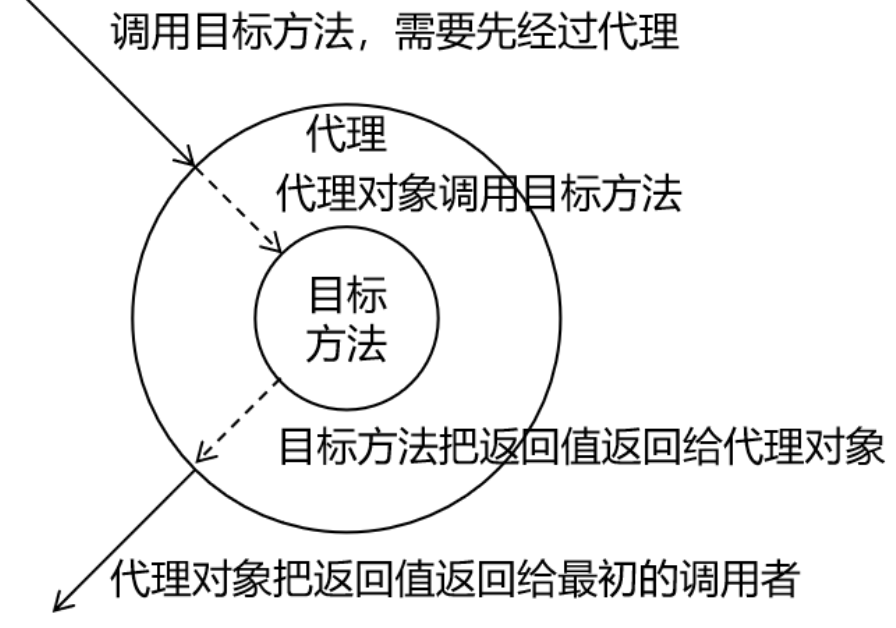 调用目标方法，需要先经过代理
代理
代理对象调用目标方法
目标
方法
目标方法把返回值返回给代理对象
代理对象把返回值返回给最初的调用者